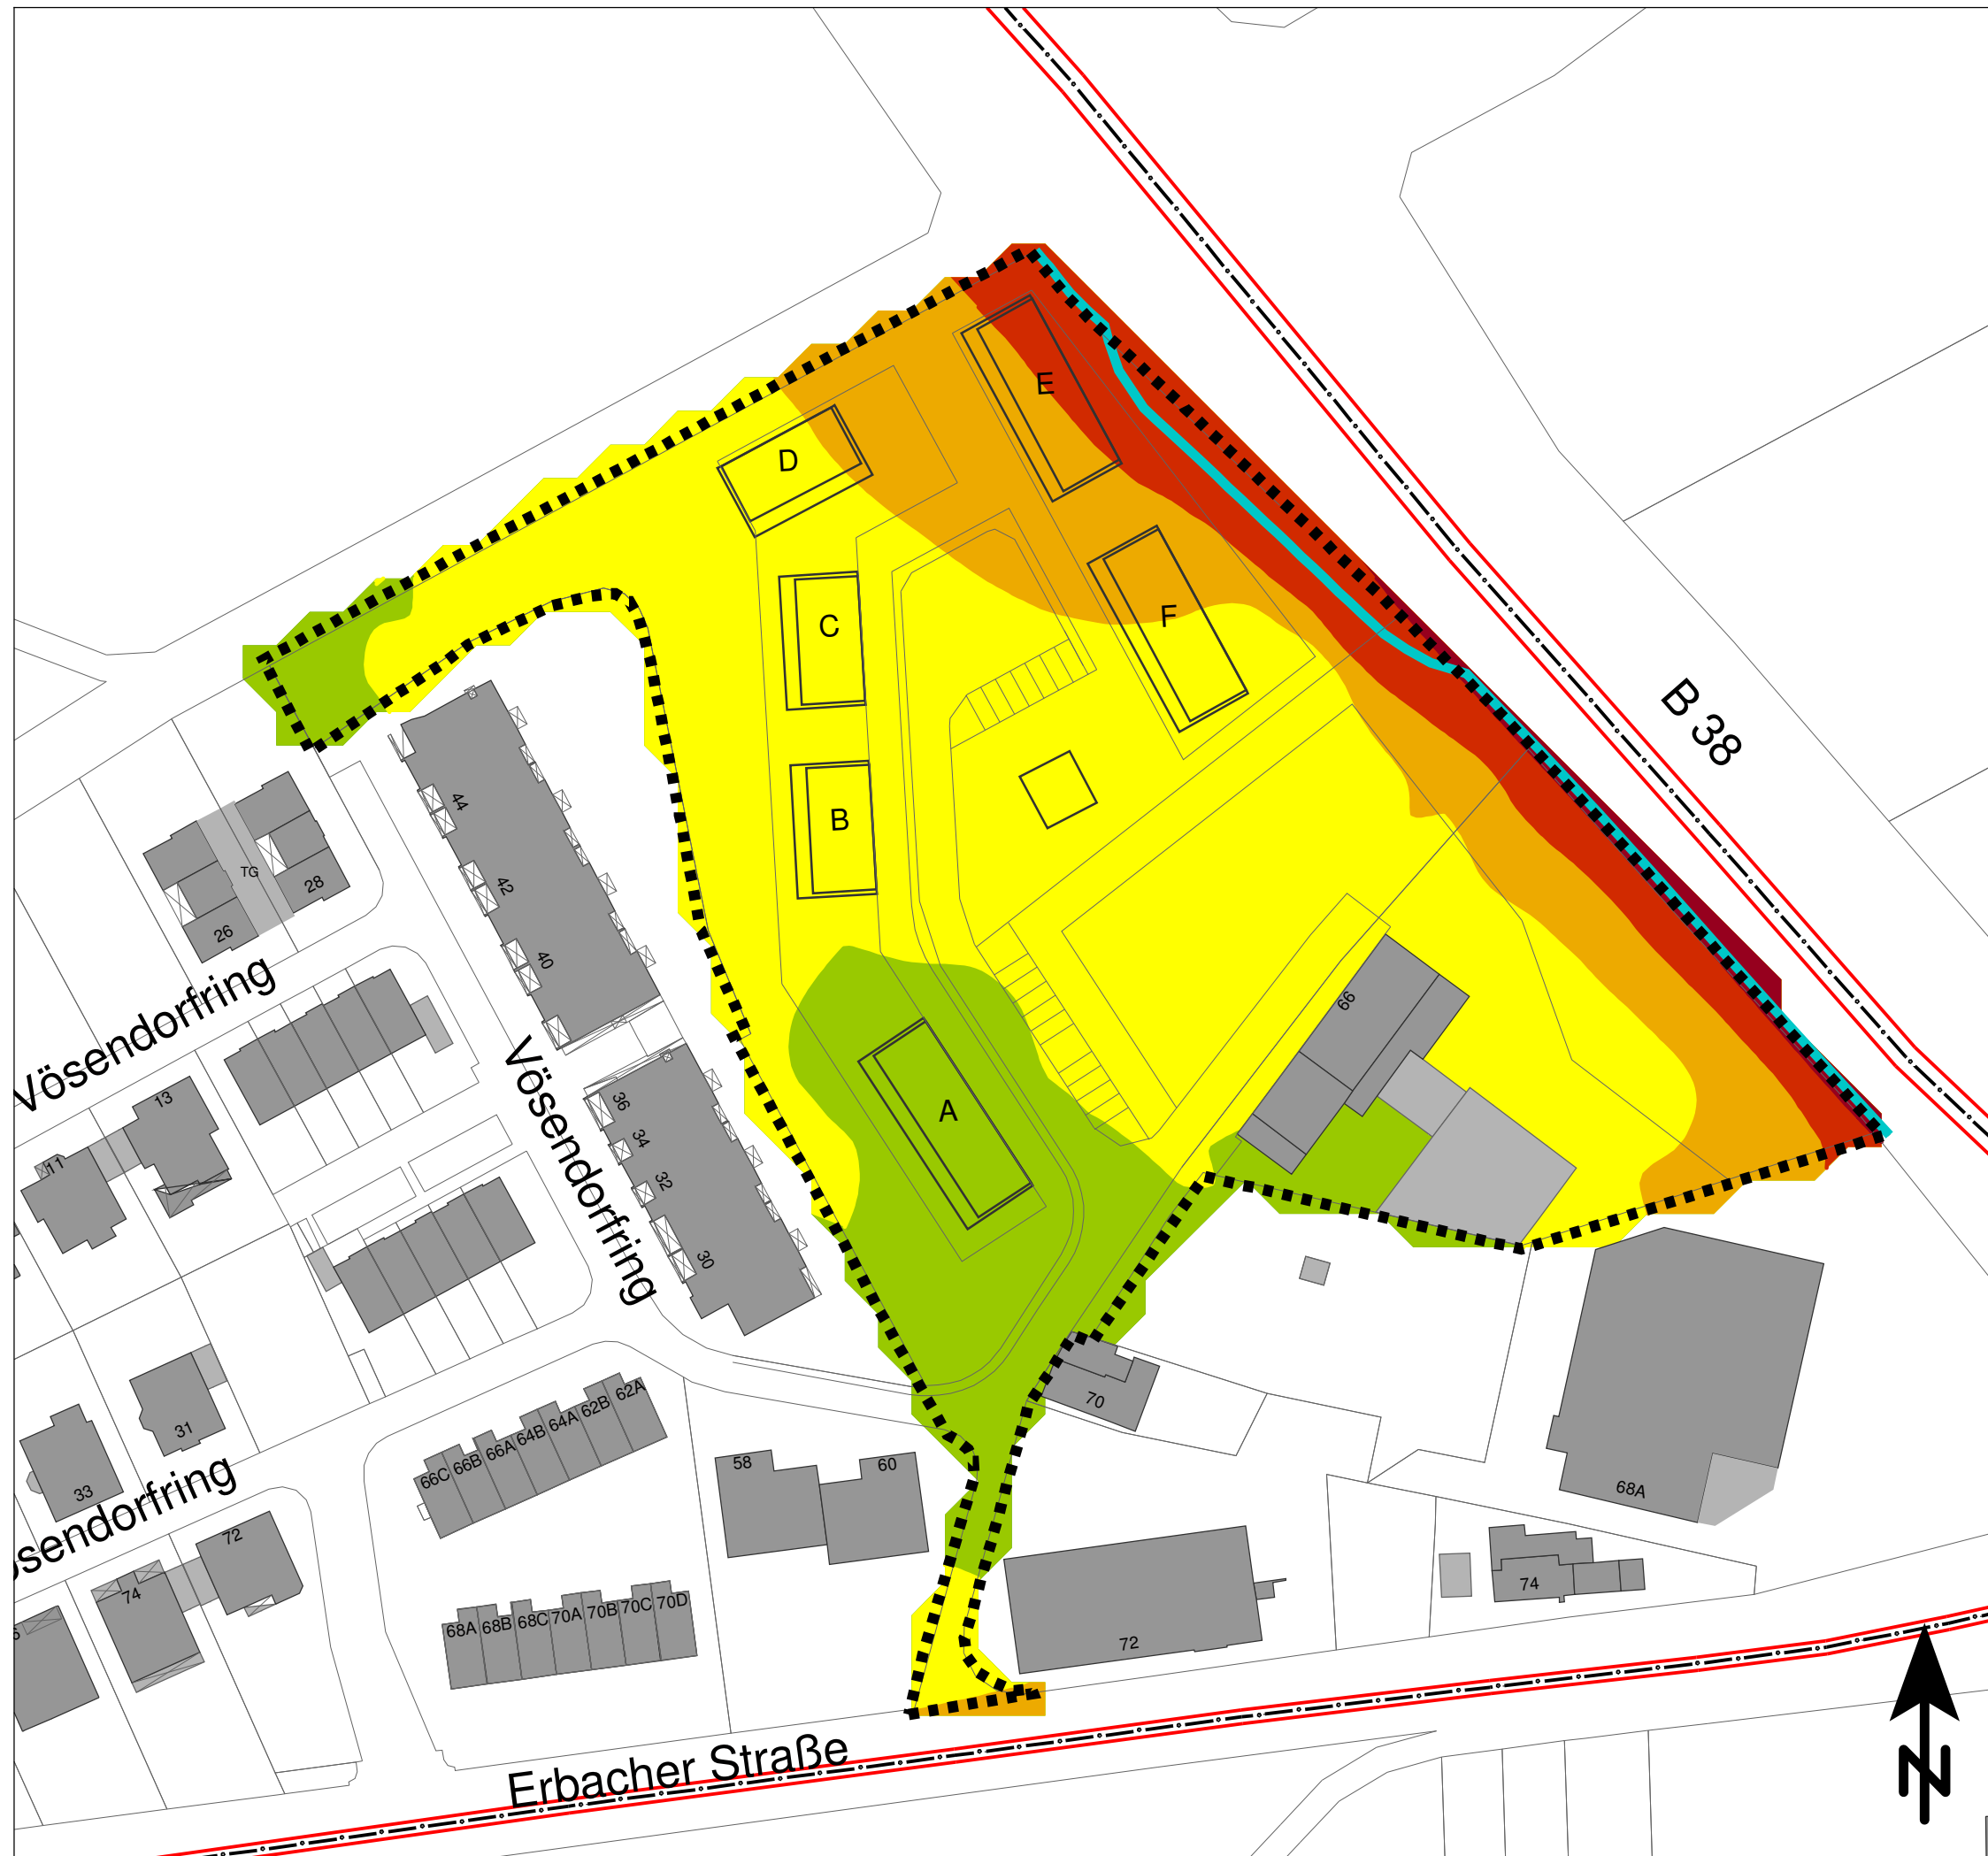 E
D
C
F
B 38
B
44
42
40
TG
28
26
66
Vösendorfring
Vösendorfring
36
34
32
30
13
11
A
31
33
70
62A
62B
64A
64B
66A
66B
66C
58
60
68A
sendorfring
72
74
74
68A
68B
68C
70A
70B
70C
70D
72
Erbacher Straße
N